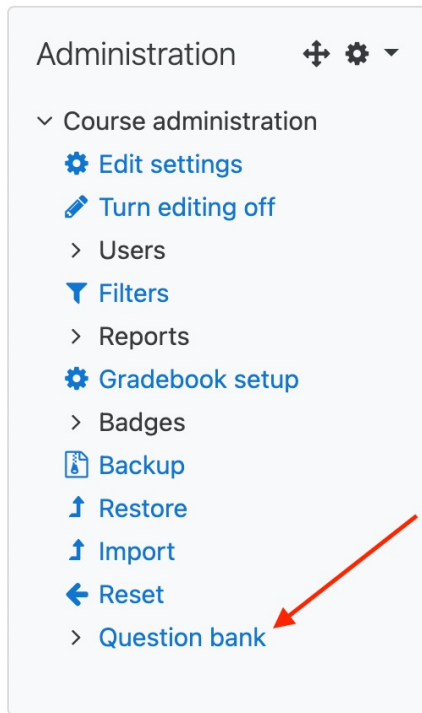 Administration
Course administration
Edit settings
Turn editing off
Users
Filters
Reports
Gradebook setup
Badges
Backup
Restore
Import
Reset
Question bank